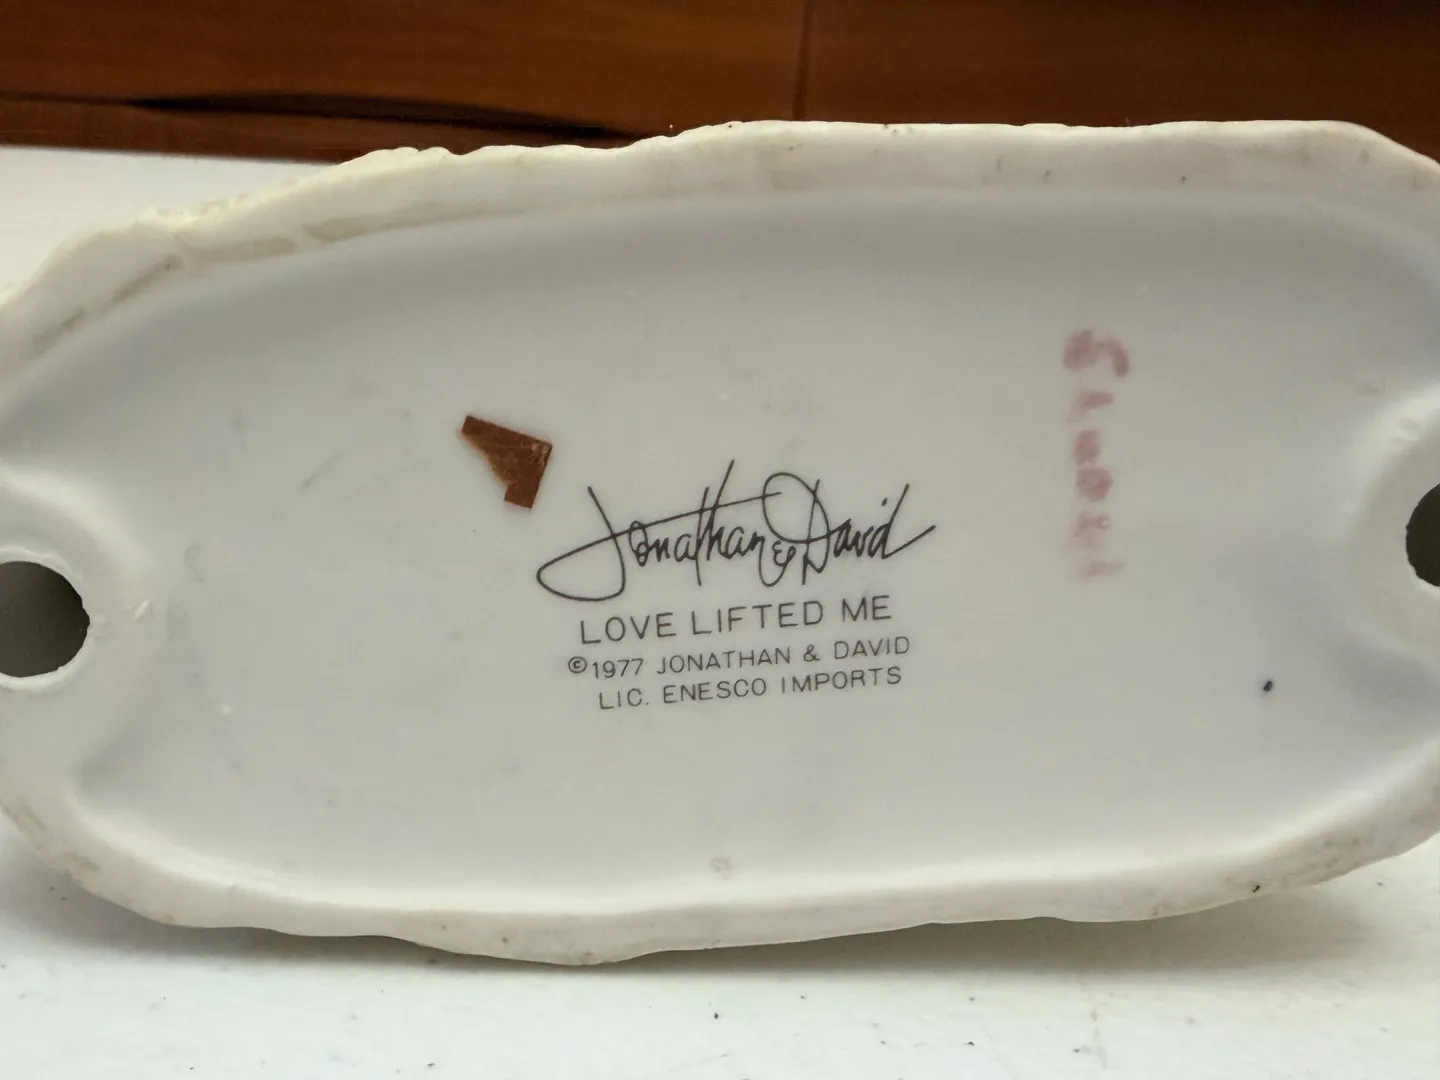 Jonathan & David
LOVE LIFTED ME
©1977 JONATHAN & DAVID
LIC. ENESCO IMPORTS